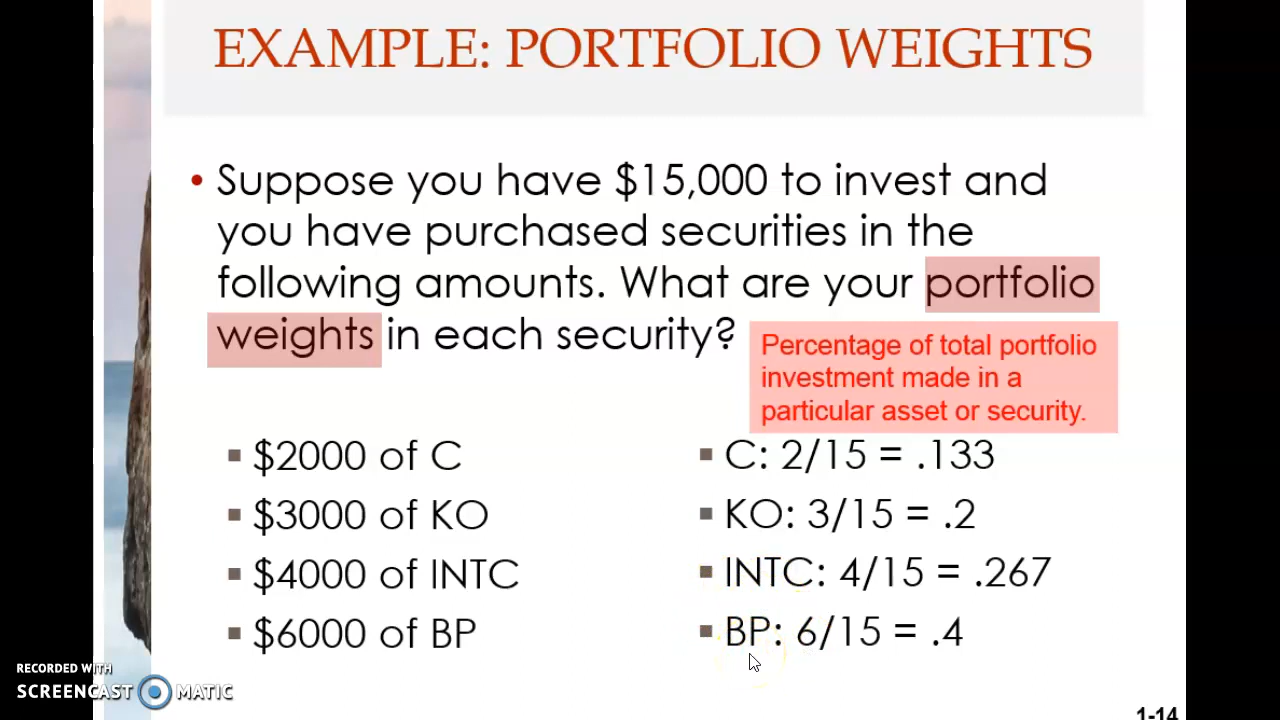 EXAMPLE: PORTFOLIO WEIGHTS
• Suppose you have $15,000 to invest and
you have purchased securities in the
following amounts. What are your portfolio
weights in each security?
Percentage of total portfolio
investment made in a
particular asset or security.
▪ $2000 of C
▪ $3000 of KO
▪ $4000 of INTC
▪ $6000 of BP
▪ C: 2/15 = .133
▪ KO: 3/15 = .2
▪ INTC: 4/15 = .267
▪ BP: 6/15 = .4
RECORDED WITH
SCREENCAST MATIC
1-14